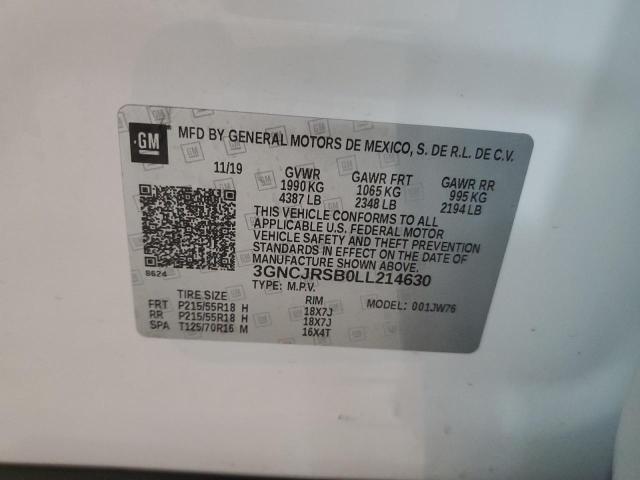 GM MFD BY GENERAL MOTORS DE MEXICO, S. DE R.L. DE C.V.
11/19 GVWR GAWR FRT GAWR RR
1990 KG 1065 KG 995 KG
4387 LB 2348 LB 2194 LB
THIS VEHICLE CONFORMS TO ALL
APPLICABLE U.S. FEDERAL MOTOR
VEHICLE SAFETY AND THEFT PREVENTION
STANDARD IN EFFECT ON THE DATE OF
MANUFACTURE SHOWN ABOVE.
8624 3GNCJRSB0LL214630
TYPE: M.P.V.
TIRE SIZE RIM MODEL: 001JW76
FRT P215/55R18 H 18X7J
RR P215/55R18 H 18X7J
SPA T125/70R16 M 16X4T